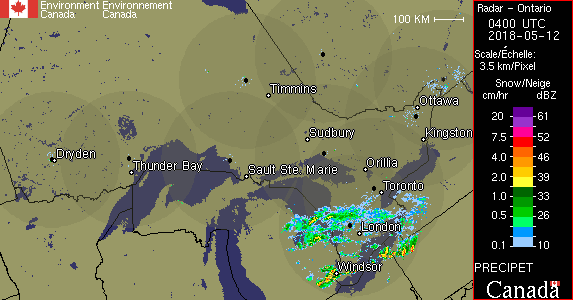 Environment Environnement
Canada Canada
100 KM
Timmins
Ottawa
Sudbury
Kingston
Dryden
Thunder Bay
Sault Ste. Marie
Orillia
Toronto
London
Windsor
Radar - Ontario
0400 UTC
2018-05-12
Scale/Échelle:
3.5 km/Pixel
Snow/Neige
cm/hr dBZ
20 61
7.5 52
4.0 46
2.0 39
1.0 33
0.5 26
0.1 10
PRECIPET
Canada